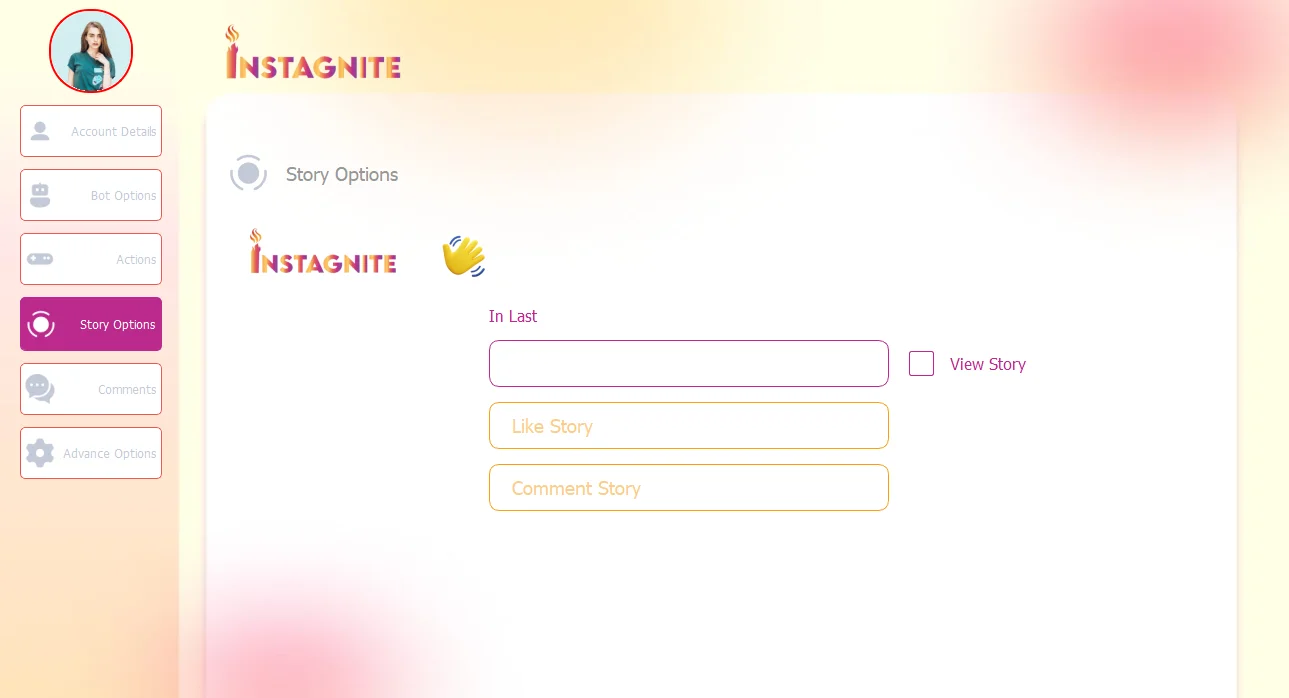 INSTAGNITE
Account Details
Bot Options
Actions
Story Options
Comments
Advance Options
Story Options
INSTAGNITE
In Last
View Story
Like Story
Comment Story